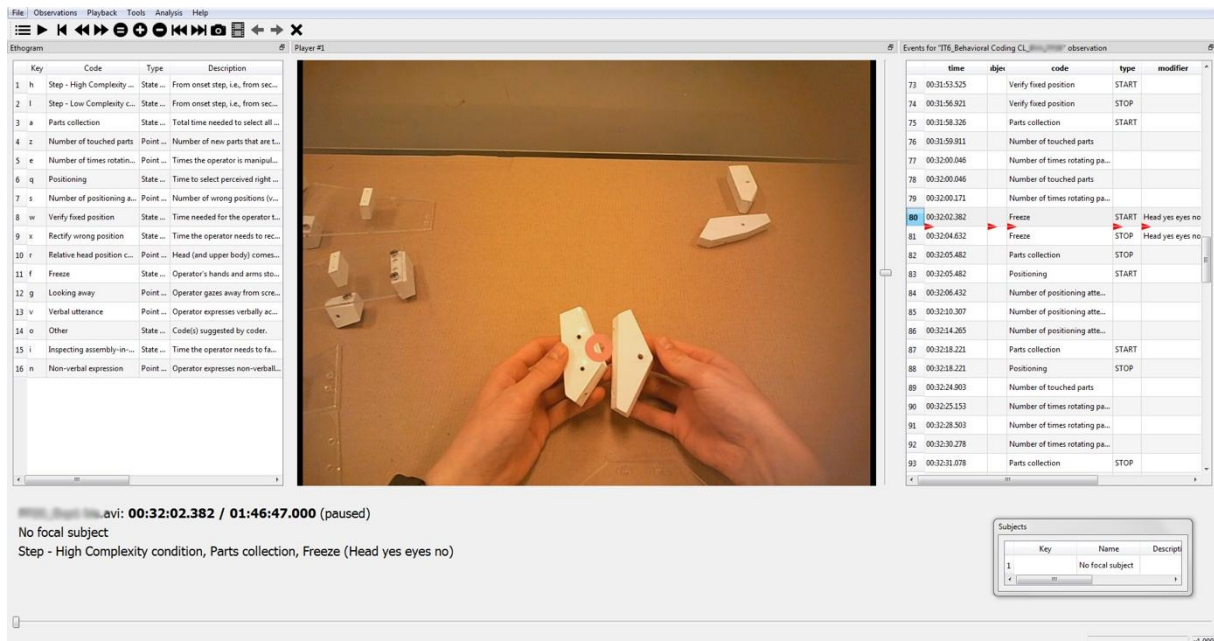 File Observations Playback Tools Analysis Help
Ethogram
Player #1
Events for "IT6_Behavioral Coding CL_ " observation
Key Code Type Description
1 h Step - High Complexity ... State ... From onset step, i.e., from sec...
2 l Step - Low Complexity c... State ... From onset step, i.e., from sec...
3 a Parts collection State ... Total time needed to select all ...
4 z Number of touched parts Point ... Number of new parts that are t...
5 e Number of times rotatin... Point ... Times the operator is manipul...
6 q Positioning State ... Time to select perceived right ...
7 s Number of positioning a... Point ... Number of wrong positions (v...
8 w Verify fixed position State ... Time needed for the operator t...
9 x Rectify wrong position State ... Time the operator needs to rec...
10 r Relative head position c... Point ... Head (and upper body) comes...
11 f Freeze State ... Operator's hands and arms sto...
12 g Looking away Point ... Operator gazes away from scre...
13 v Verbal utterance Point ... Operator expresses verbally ac...
14 o Other State ... Code(s) suggested by coder.
15 i Inspecting assembly-in-... State ... Time the operator needs to fa...
16 n Non-verbal expression Point ... Operator expresses non-verball...
time bjec code type modifier
73 00:31:53.525 Verify fixed position START
74 00:31:56.921 Verify fixed position STOP
75 00:31:58.326 Parts collection START
76 00:31:59.911 Number of touched parts
77 00:32:00.046 Number of times rotating pa...
78 00:32:00.046 Number of touched parts
79 00:32:00.171 Number of times rotating pa...
80 00:32:02.382 Freeze START Head yes eyes no
81 00:32:04.632 Freeze STOP Head yes eyes no
82 00:32:05.482 Parts collection STOP
83 00:32:05.482 Positioning START
84 00:32:06.432 Number of positioning atte...
85 00:32:10.307 Number of positioning atte...
86 00:32:14.265 Number of positioning atte...
87 00:32:18.221 Parts collection START
88 00:32:18.221 Positioning STOP
89 00:32:24.903 Number of touched parts
90 00:32:25.153 Number of times rotating pa...
91 00:32:28.503 Number of times rotating pa...
92 00:32:30.278 Number of times rotating pa...
93 00:32:31.078 Parts collection STOP
.avi: 00:32:02.382 / 01:46:47.000 (paused)
No focal subject
Step - High Complexity condition, Parts collection, Freeze (Head yes eyes no)
Subjects
Key Name Descripti
1 No focal subject
x1.000